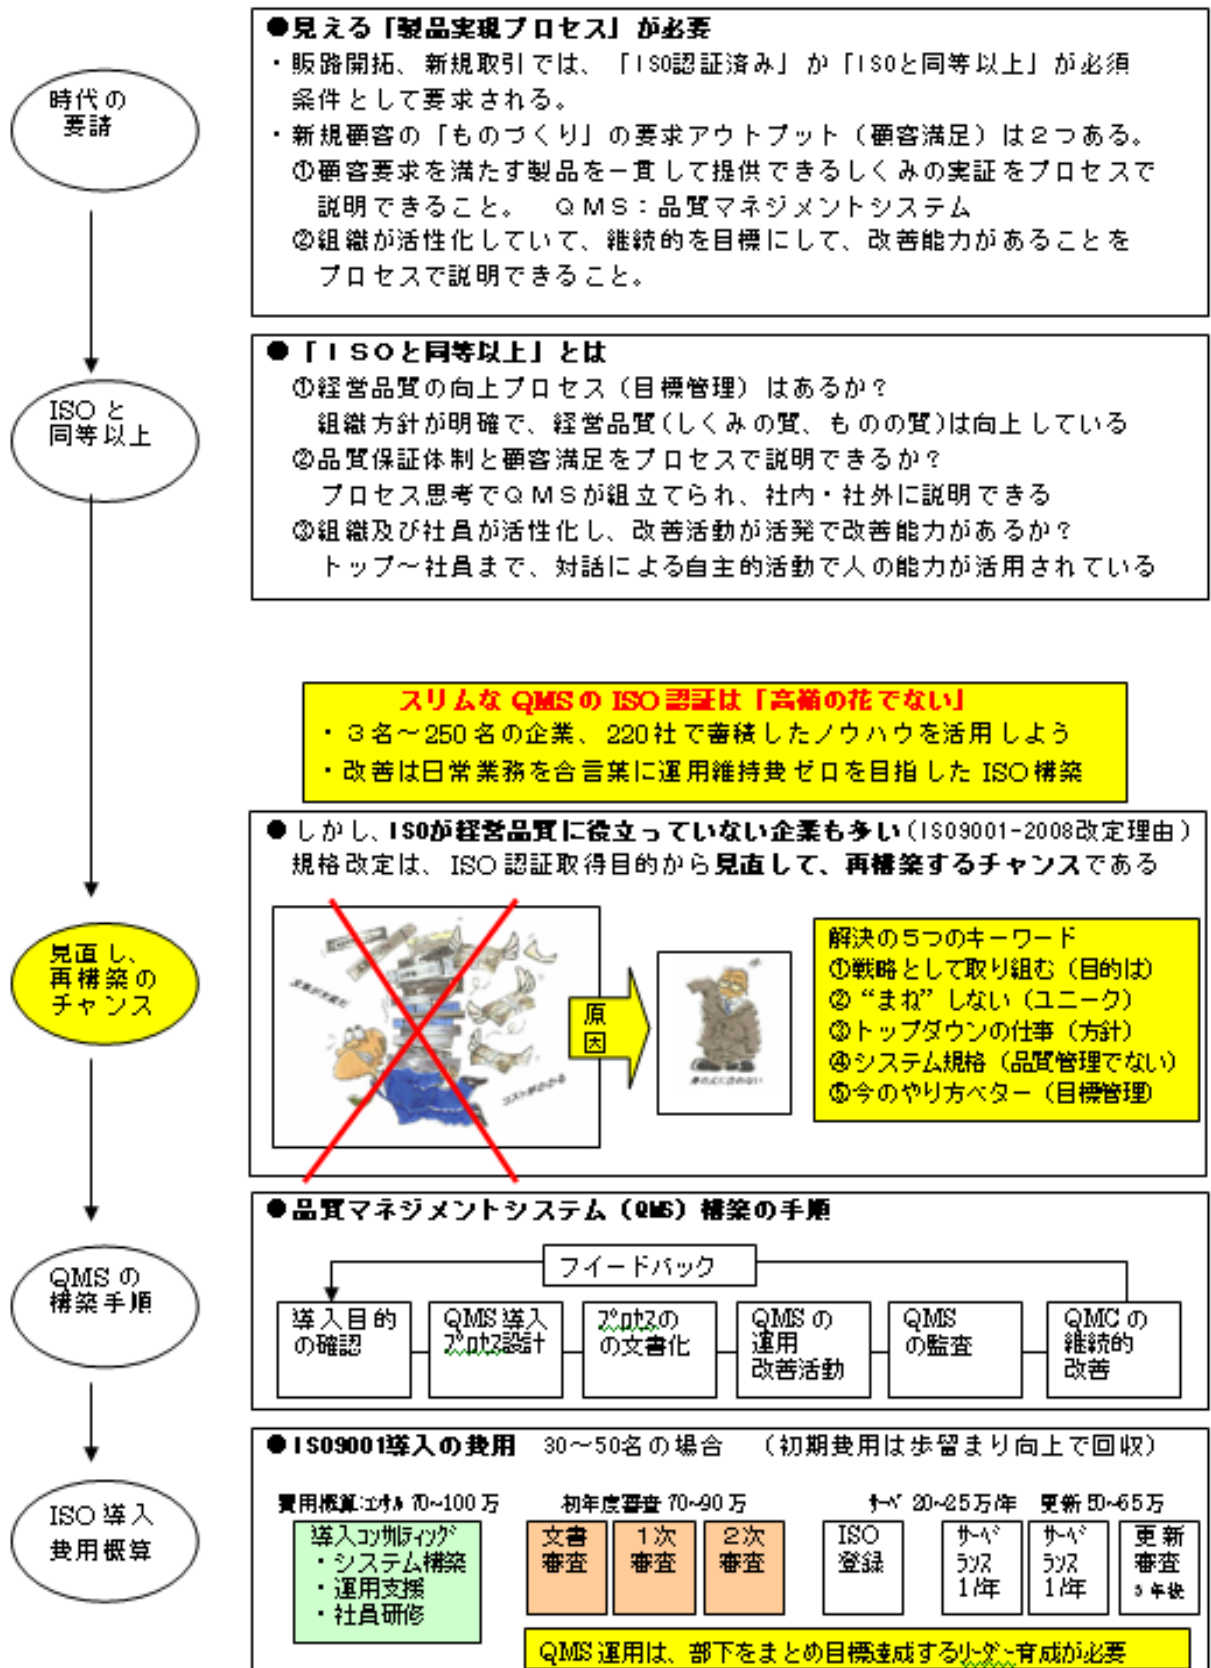 時代の
要請
●見える「製品実現プロセス」が必要
・販路開拓、新規取引では、「ISO認証済み」か「ISOと同等以上」が必須
条件として要求される。
・新規顧客の「ものづくり」の要求アウトプット（顧客満足）は２つある。
①顧客要求を満たす製品を一貫して提供できるしくみの実証をプロセスで
説明できること。　ＱＭＳ：品質マネジメントシステム
②組織が活性化していて、継続的を目標にして、改善能力があることを
プロセスで説明できること。
ISOと
同等以上
●「ＩＳＯと同等以上」とは
①経営品質の向上プロセス（目標管理）はあるか？
組織方針が明確で、経営品質(しくみの質、ものの質)は向上している
②品質保証体制と顧客満足をプロセスで説明できるか？
プロセス思考でＱＭＳが組立てられ、社内・社外に説明できる
③組織及び社員が活性化し、改善活動が活発で改善能力があるか？
トップ～社員まで、対話による自主的活動で人の能力が活用されている
スリムな QMSの ISO 認証は「高嶺の花でない」
・３名～250名の企業、220社で蓄積したノウハウを活用しよう
・改善は日常業務を合言葉に運用維持費ゼロを目指した ISO構築
見直し、
再構築の
チャンス
●しかし、ISOが経営品質に役立っていない企業も多い(ISO9001-2008改定理由)
規格改定は、ISO 認証取得目的から見直して、再構築するチャンスである
文書が大変だ
コストがかかる
原
因
身の丈に合わない
解決の５つのキーワード
①戦略として取り組む（目的は）
②“まね”しない（ユニーク）
③トップダウンの仕事（方針）
④システム規格（品質管理でない）
⑤今のやり方ベター（目標管理）
QMSの
構築手順
●品質マネジメントシステム（QMS）構築の手順
フイードバック
導入目的
の確認
QMS導入
ﾌﾟﾛｾｽ設計
ﾌﾟﾛｾｽの
の文書化
QMSの
運用
改善活動
QMS
の監査
QMCの
継続的
改善
ISO導入
費用概算
●ISO9001導入の費用　30～50名の場合　（初期費用は歩留まり向上で回収）
費用概算:ｺﾝｻﾙ 70~100万　初年度審査 70~90万　ｻｰﾍﾞ 20~25万/年　更新 50~65万
導入ｺﾝｻﾙﾃｨﾝｸﾞ
・システム構築
・運用支援
・社員研修
文書
審査
１次
審査
２次
審査
ISO
登録
ｻｰﾍﾞ
ﾗﾝｽ
1/年
ｻｰﾍﾞ
ﾗﾝｽ
1/年
更新
審査
3年後
QMS運用は、部下をまとめ目標達成するﾘｰﾀﾞｰ育成が必要